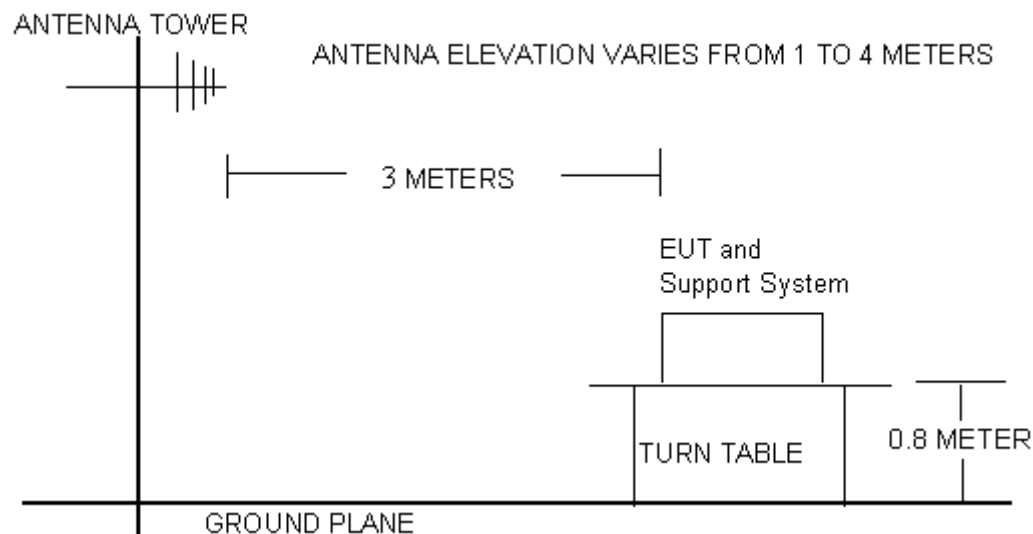 ANTENNA TOWER
ANTENNA ELEVATION VARIES FROM 1 TO 4 METERS
3 METERS
EUT and
Support System
TURN TABLE
0.8 METER
GROUND PLANE